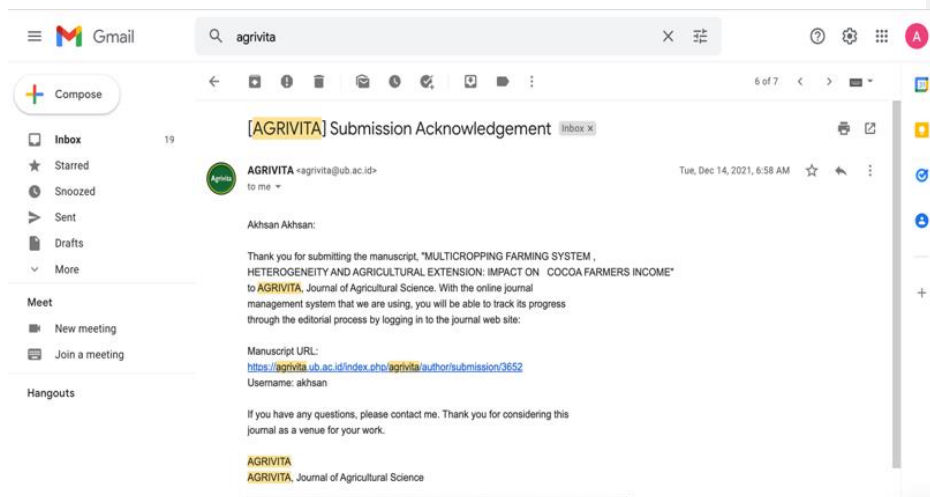 Gmail
agrivita
A
Compose
6 of 7
Inbox 19
Starred
Snoozed
Sent
Drafts
More
Meet
New meeting
Join a meeting
Hangouts
[AGRIVITA] Submission Acknowledgement Inbox x
Agrivita
AGRIVITA <agrivita@ub.ac.id> Tue, Dec 14, 2021, 6:58 AM
to me
Akhsan Akhsan:
Thank you for submitting the manuscript, "MULTICROPPING FARMING SYSTEM ,
HETEROGENEITY AND AGRICULTURAL EXTENSION: IMPACT ON COCOA FARMERS INCOME"
to AGRIVITA, Journal of Agricultural Science. With the online journal
management system that we are using, you will be able to track its progress
through the editorial process by logging in to the journal web site:
Manuscript URL:
https://agrivita.ub.ac.id/index.php/agrivita/author/submission/3652
Username: akhsan
If you have any questions, please contact me. Thank you for considering this
journal as a venue for your work.
AGRIVITA
AGRIVITA, Journal of Agricultural Science